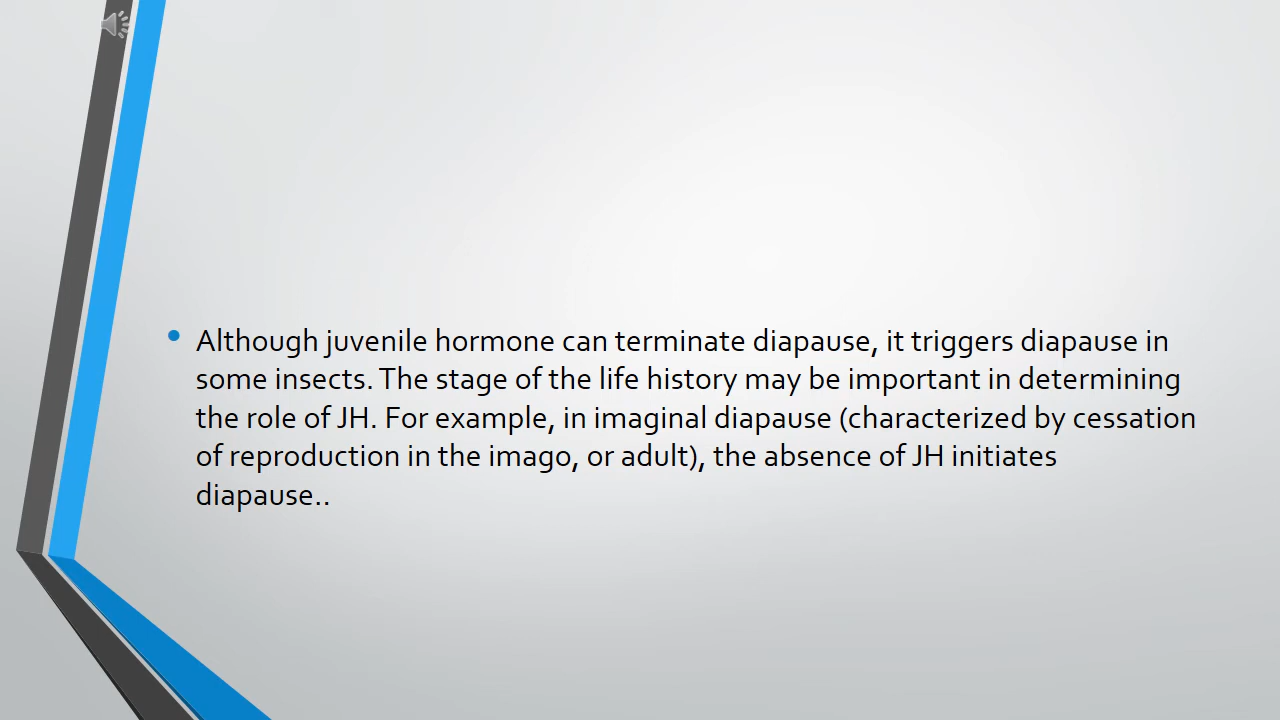 Although juvenile hormone can terminate diapause, it triggers diapause in
some insects. The stage of the life history may be important in determining
the role of JH. For example, in imaginal diapause (characterized by cessation
of reproduction in the imago, or adult), the absence of JH initiates
diapause..